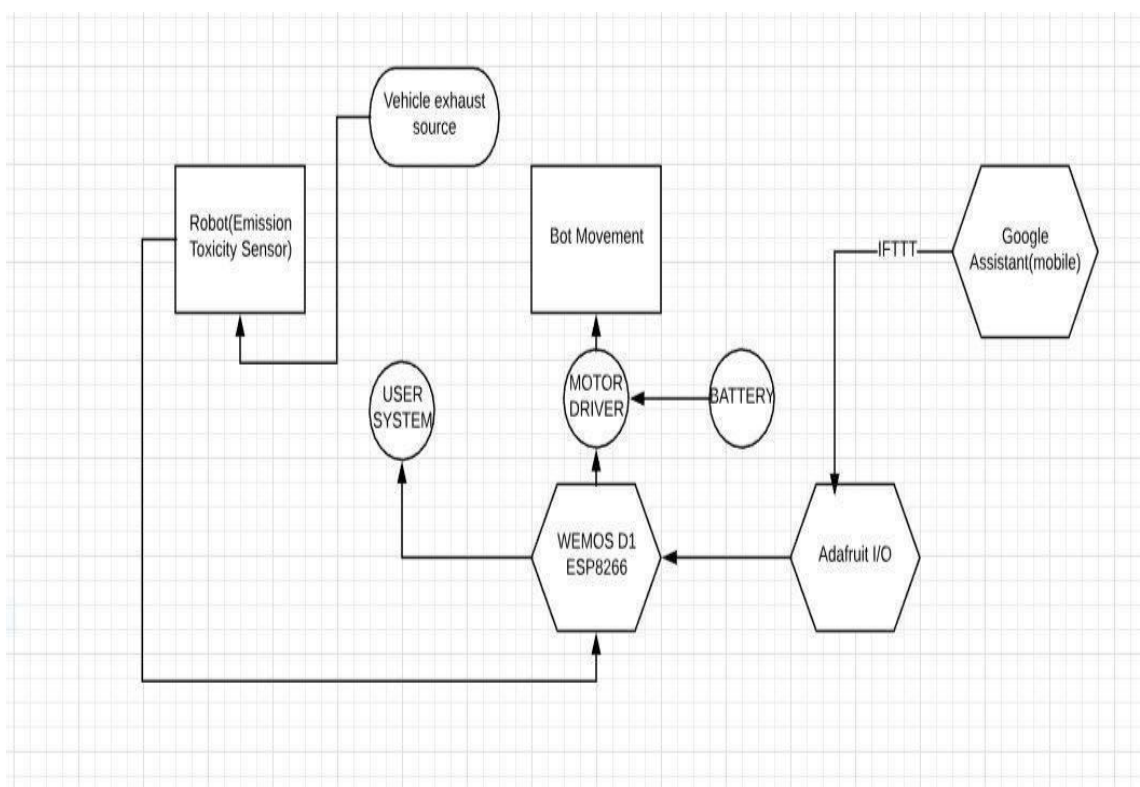 Vehicle exhaust
source
Robot(Emission
Toxicity Sensor)
Bot Movement
IFTTT
Google
Assistant(mobile)
USER
SYSTEM
MOTOR
DRIVER
BATTERY
WEMOS D1
ESP8266
Adafruit I/O